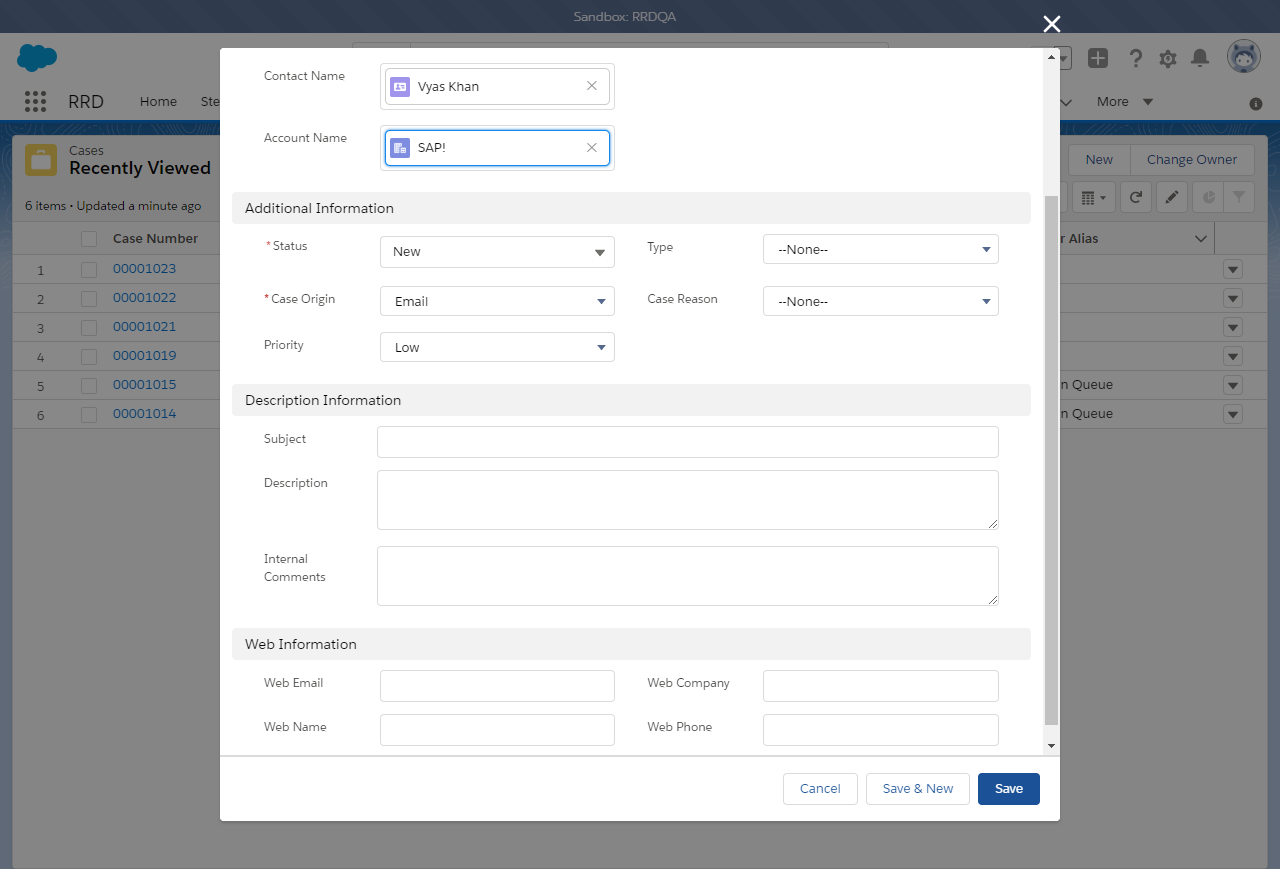 Sandbox: RRDQA
RRD
Home
Ste
More
Cases
Recently Viewed
6 items • Updated a minute ago
New
Change Owner
Case Number
r Alias
1
00001023
2
00001022
3
00001021
4
00001019
5
00001015
n Queue
6
00001014
n Queue
Contact Name
Vyas Khan
Account Name
SAP!
Additional Information
*Status
New
Type
--None--
*Case Origin
Email
Case Reason
--None--
Priority
Low
Description Information
Subject
Description
Internal
Comments
Web Information
Web Email
Web Company
Web Name
Web Phone
Cancel
Save & New
Save